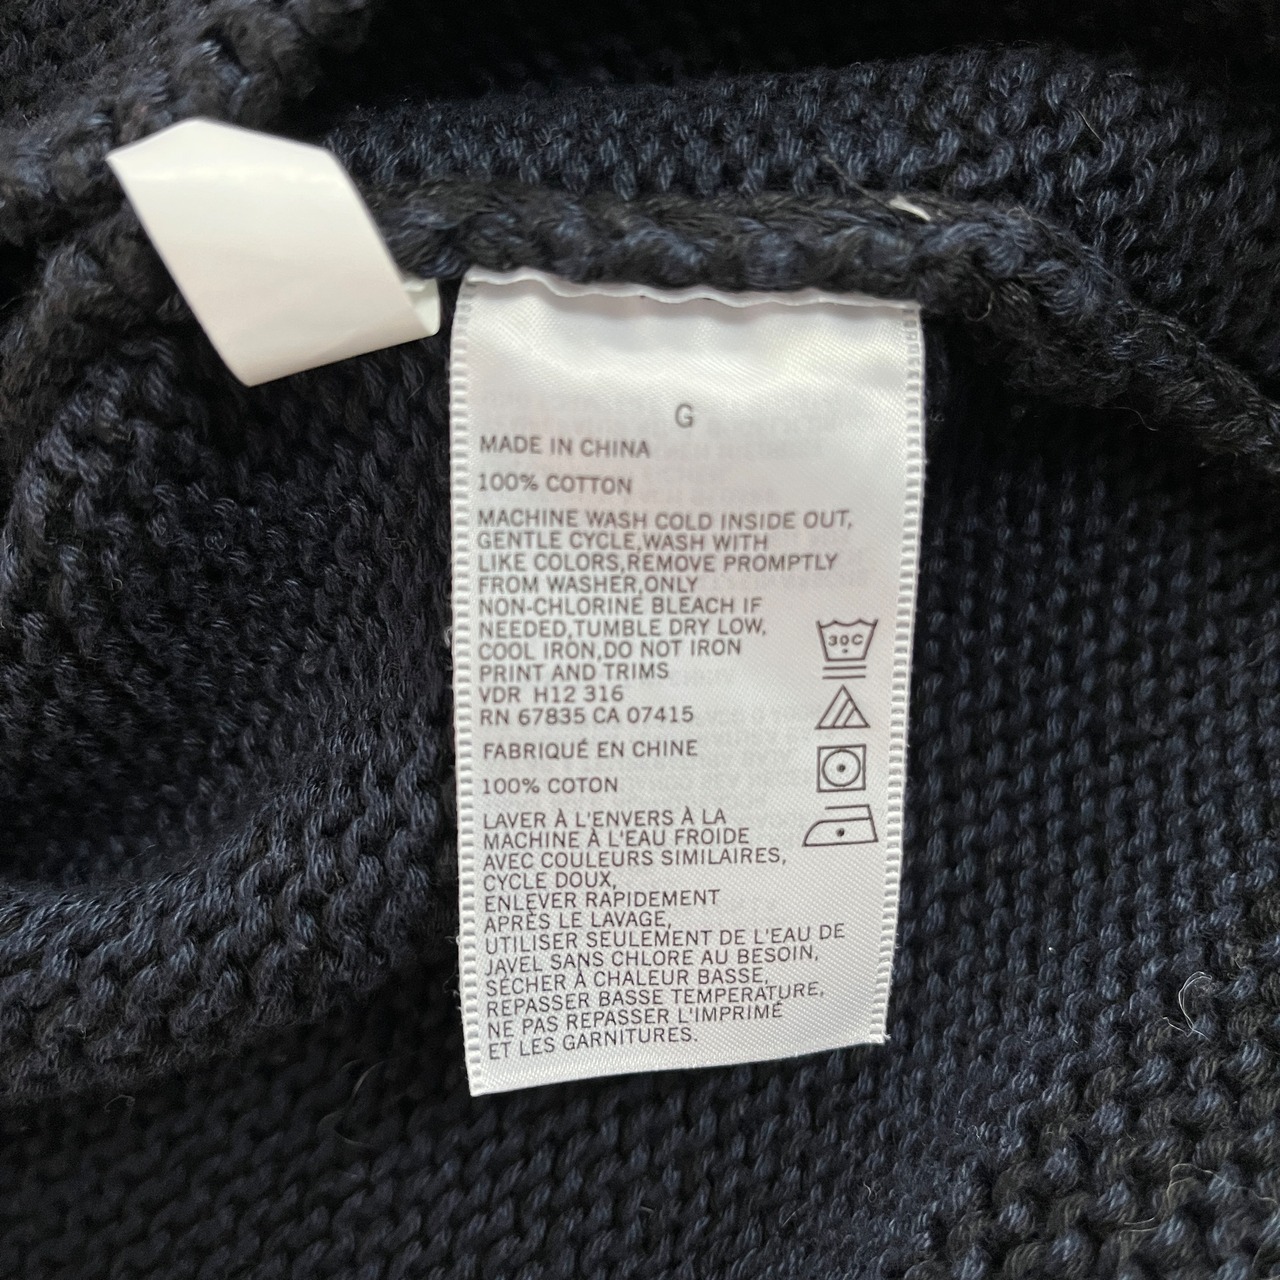 G
MADE IN CHINA
100% COTTON
MACHINE WASH COLD INSIDE OUT,
GENTLE CYCLE,WASH WITH
LIKE COLORS,REMOVE PROMPTLY
FROM WASHER,ONLY
NON-CHLORINE BLEACH IF
NEEDED,TUMBLE DRY LOW,
COOL IRON,DO NOT IRON
PRINT AND TRIMS
VDR H12 316
RN 67835 CA 07415
30C
FABRIQUÉ EN CHINE
100% COTON
LAVER À L'ENVERS À LA
MACHINE À L'EAU FROIDE
AVEC COULEURS SIMILAIRES,
CYCLE DOUX,
ENLEVER RAPIDEMENT
APRÈS LE LAVAGE,
UTILISER SEULEMENT DE L'EAU DE
JAVEL SANS CHLORE AU BESOIN,
SÉCHER À CHALEUR BASSE,
REPASSER BASSE TEMPÉRATURE,
NE PAS REPASSER L'IMPRIMÉ
ET LES GARNITURES.